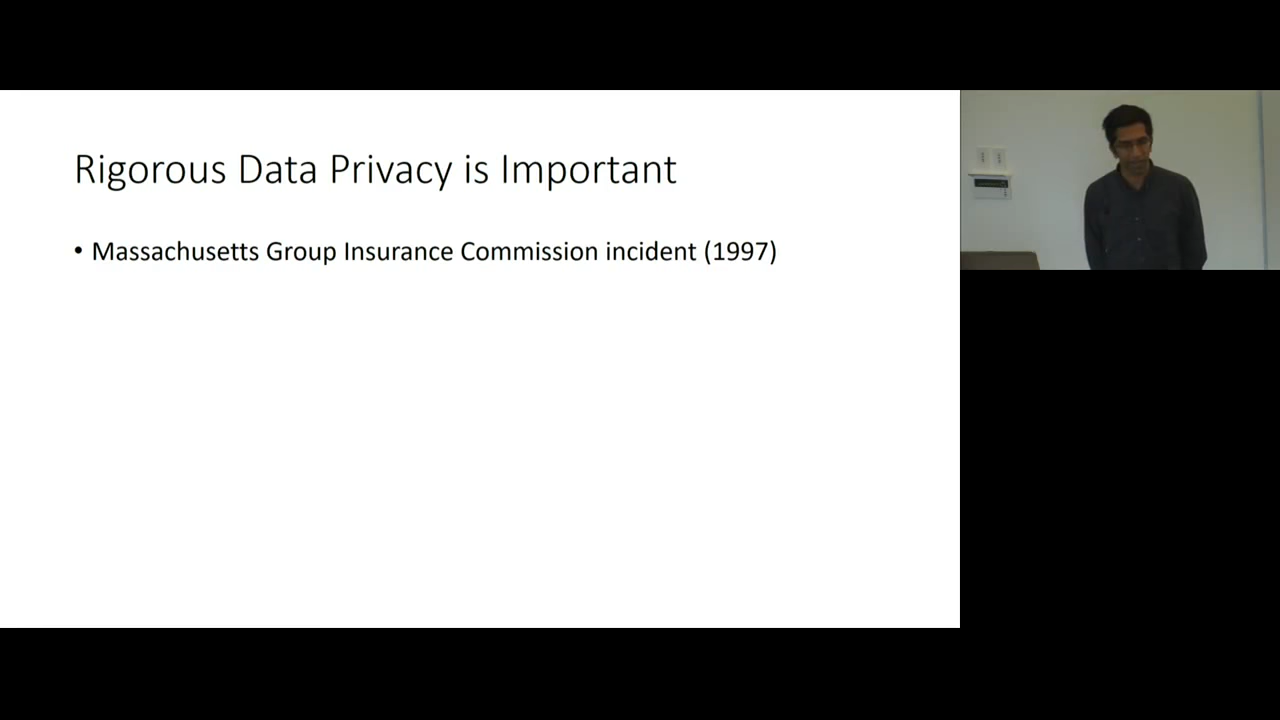 Rigorous Data Privacy is Important
• Massachusetts Group Insurance Commission incident (1997)